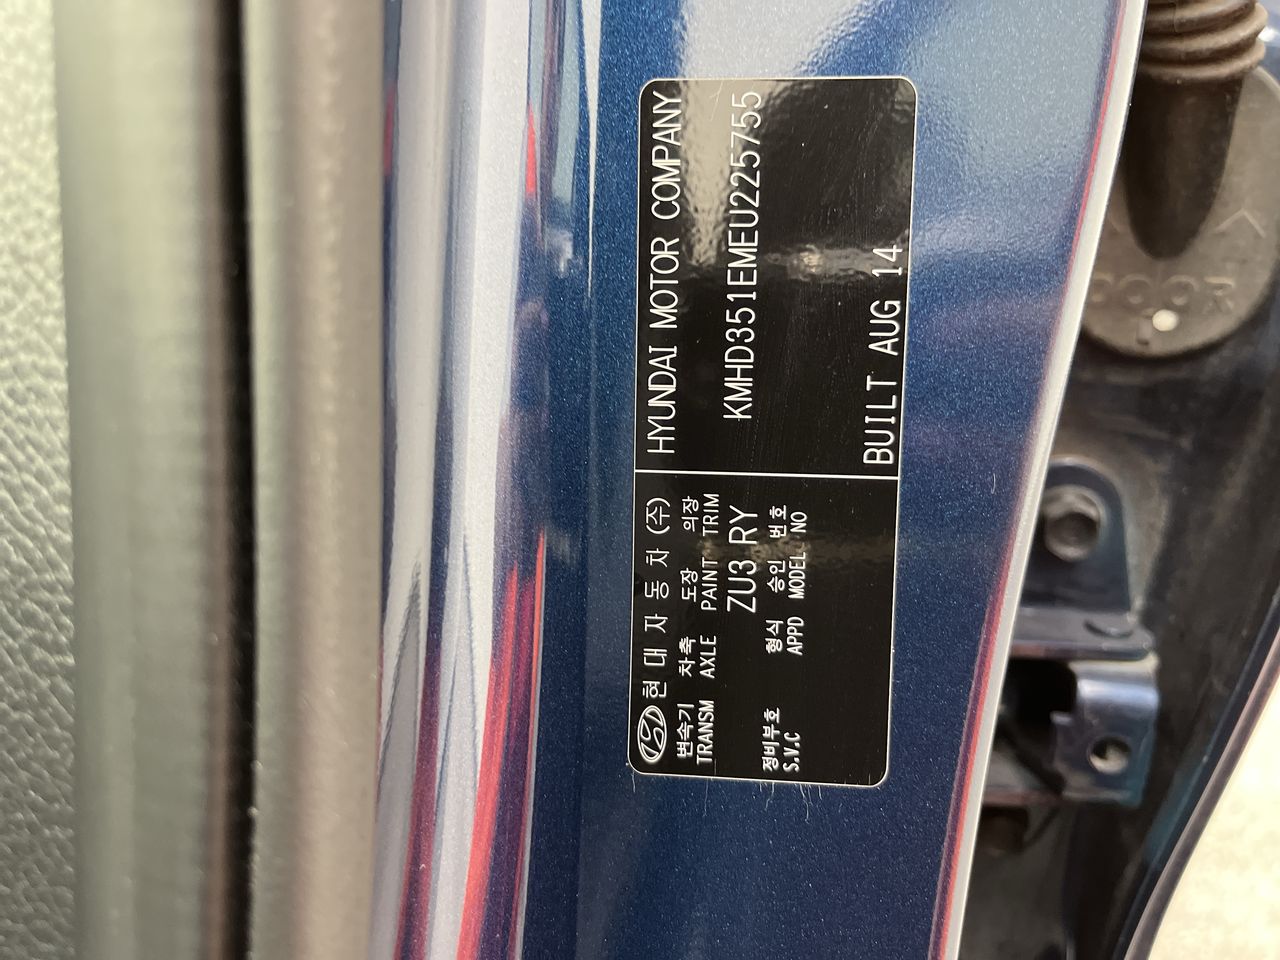 현대자동차(주)
변속기 차축 도장 의장
TRANSM AXLE PAINT TRIM
ZU3 RY
정비부호 형식 승인 번호
S.V.C APPD MODEL NO
HYUNDAI MOTOR COMPANY
KMHD351EMEU225755
BUILT AUG 14